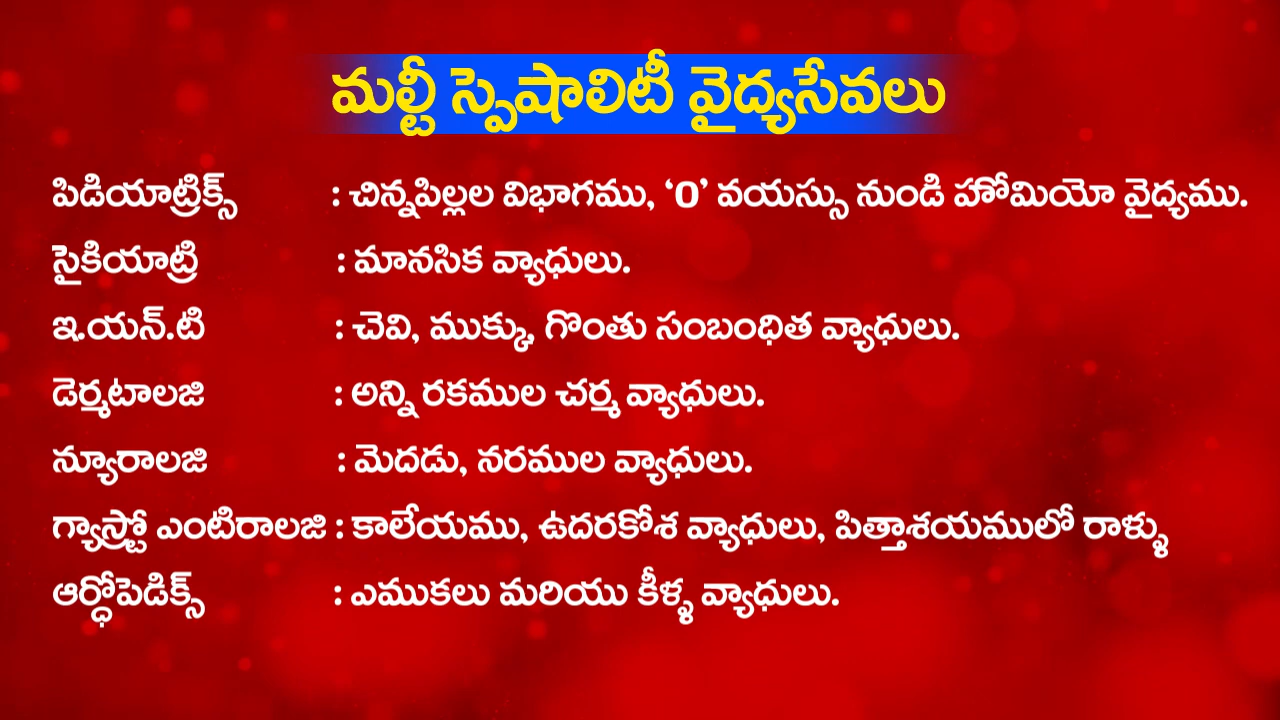 మల్టీ స్పెషాలిటీ వైద్యసేవలు
పిడియాట్రిక్స్ : చిన్నపిల్లల విభాగము, ‘0’ వయస్సు నుండి హోమియో వైద్యము.
సైకియాట్రి : మానసిక వ్యాధులు.
ఇ.యన్.టి : చెవి, ముక్కు, గొంతు సంబంధిత వ్యాధులు.
డెర్మటాలజి : అన్ని రకముల చర్మ వ్యాధులు.
న్యూరాలజి : మెదడు, నరముల వ్యాధులు.
గ్యాస్ట్రో ఎంటిరాలజి : కాలేయము, ఉదరకోశ వ్యాధులు, పిత్తాశయములో రాళ్ళు
ఆర్ధోపెడిక్స్ : ఎముకలు మరియు కీళ్ళ వ్యాధులు.